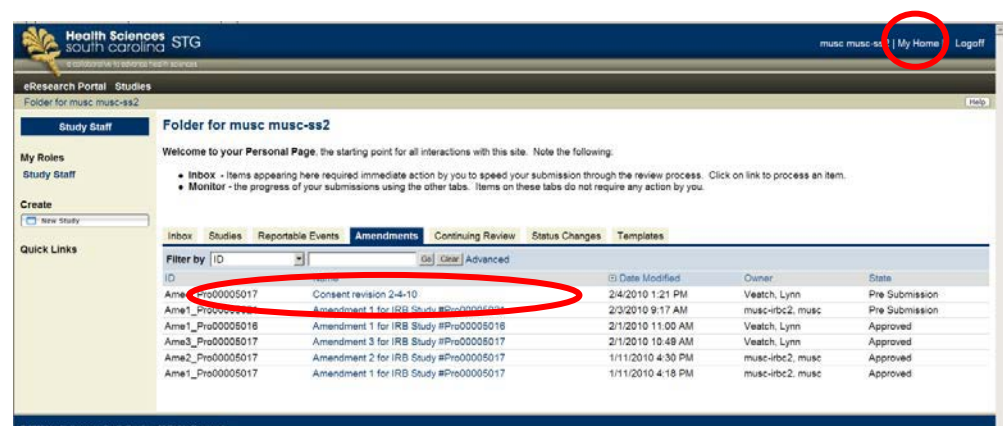 Health Sciences
south carolina STG
musc musc-ss2 | My Home | Logoff
a collaborative to advance health sciences
eResearch Portal Studies
Folder for musc musc-ss2 Help
Study Staff
Folder for musc musc-ss2
Welcome to your Personal Page, the starting point for all interactions with this site. Note the following:
My Roles
Study Staff
• Inbox - Items appearing here required immediate action by you to speed your submission through the review process. Click on link to process an item.
• Monitor - the progress of your submissions using the other tabs. Items on these tabs do not require any action by you.
Create
New Study
Quick Links
Inbox Studies Reportable Events Amendments Continuing Review Status Changes Templates
Filter by ID Go Clear Advanced
ID Name Date Modified Owner State
Pro00005017 Consent revision 2-4-10 2/4/2010 1:21 PM Veatch, Lynn Pre Submission
Ame1 Amendment 1 for IRB Study 2/3/2010 9:17 AM musc-irbc2, musc Pre Submission
Ame1_Pro00005016 Amendment 1 for IRB Study #Pro00005016 2/1/2010 11:00 AM Veatch, Lynn Approved
Ame3_Pro00005017 Amendment 3 for IRB Study #Pro00005017 2/1/2010 10:49 AM Veatch, Lynn Approved
Ame2_Pro00005017 Amendment 2 for IRB Study #Pro00005017 1/11/2010 4:30 PM musc-irbc2, musc Approved
Ame1_Pro00005017 Amendment 1 for IRB Study #Pro00005017 1/11/2010 4:18 PM musc-irbc2, musc Approved